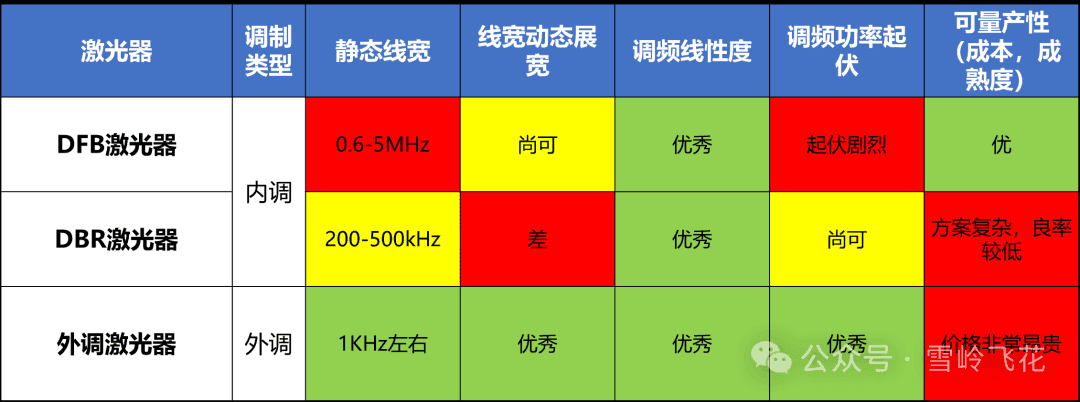 激光器
调制
类型
静态线宽
线宽动态展
宽
调频线性度
调频功率起
伏
可量产性
（成本，成
熟度）
DFB激光器
内调
0.6-5MHz
尚可
优秀
起伏剧烈
优
DBR激光器
200-500kHz
差
优秀
尚可
方案复杂，良率
较低
外调激光器
外调
1KHz左右
优秀
优秀
优秀
价格非常昂贵
公众号·雪岭飞花